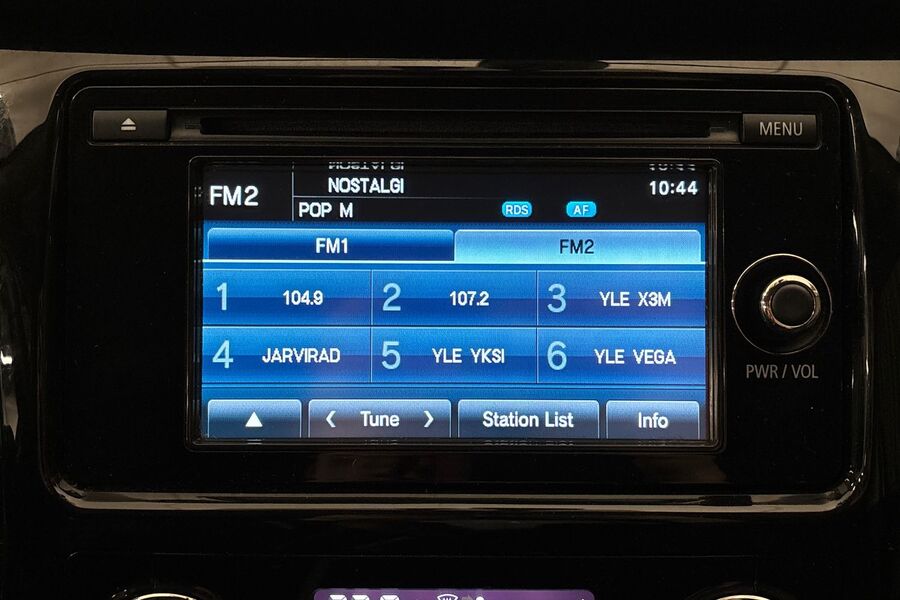 MENU
FM2
NOSTALGI
10:44
POP M
RDS
AF
FM1
FM2
1 104.9
2 107.2
3 YLE X3M
4 JARVIRAD
5 YLE YKSI
6 YLE VEGA
PWR / VOL
Tune
Station List
Info